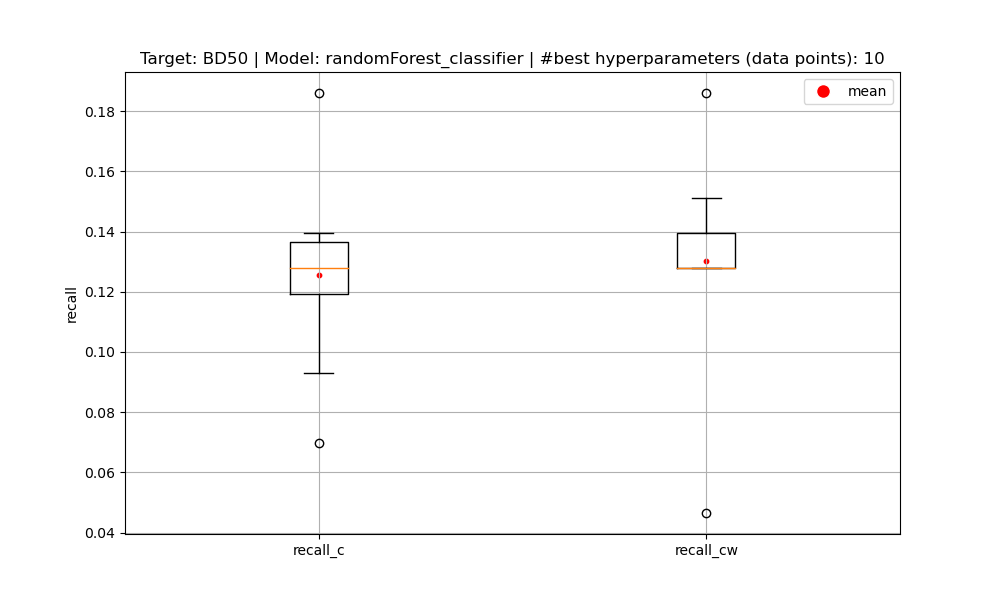 Target: BD50 | Model: randomForest_classifier | #best hyperparameters (data points): 10
mean
0.18
0.16
0.14
0.12
0.10
0.08
0.06
0.04
recall
recall_c
recall_cw